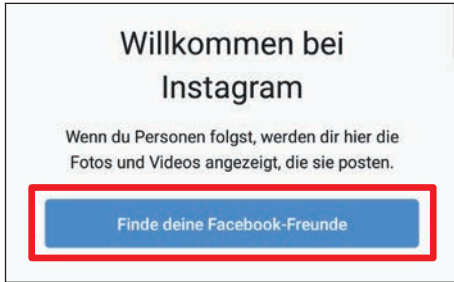 Willkommen bei
Instagram
Wenn du Personen folgst, werden dir hier die
Fotos und Videos angezeigt, die sie posten.
Finde deine Facebook-Freunde